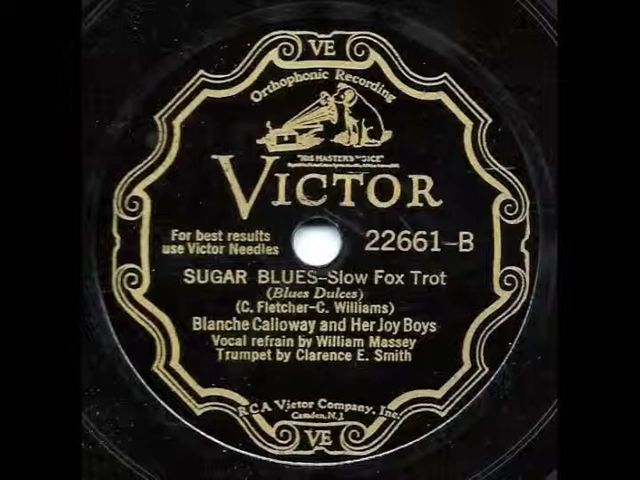 VE
Orthophonic Recording
"HIS MASTER'S VOICE"
VICTOR
For best results
use Victor Needles
22661-B
SUGAR BLUES-Slow Fox Trot
(Blues Dulces)
(C. Fletcher-C. Williams)
Blanche Calloway and Her Joy Boys
Vocal refrain by William Massey
Trumpet by Clarence E. Smith
RCA Victor Company, Inc.
Camden, N.J.
VE